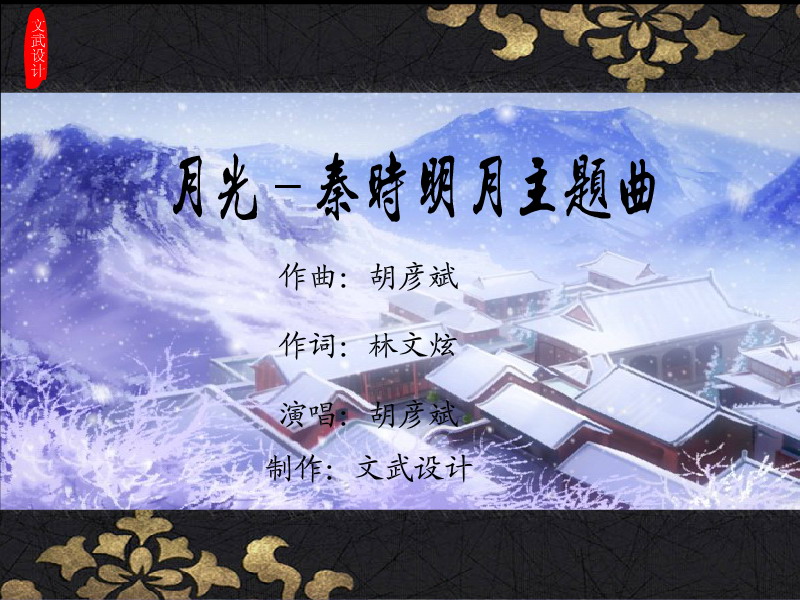 文武设计
月光-秦時明月主題曲
作曲：胡彦斌
作词：林文炫
演唱：胡彦斌
制作：文武设计